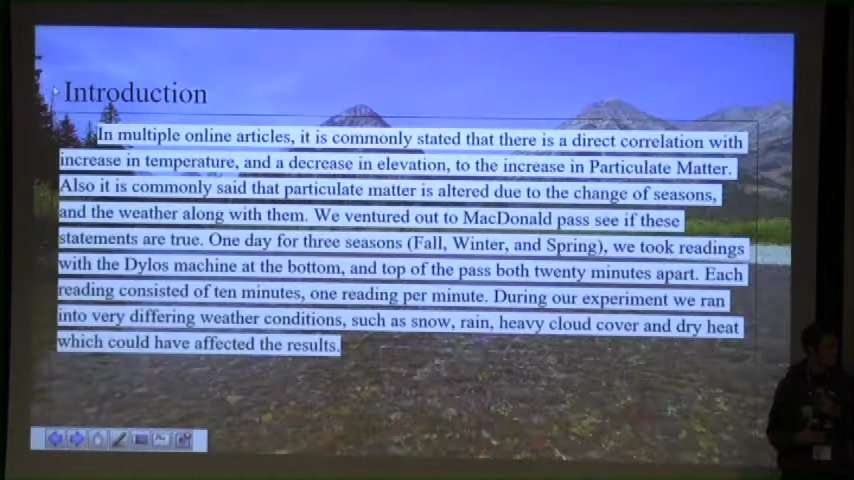 Introduction
In multiple online articles, it is commonly stated that there is a direct correlation with
increase in temperature, and a decrease in elevation, to the increase in Particulate Matter.
Also it is commonly said that particulate matter is altered due to the change of seasons,
and the weather along with them. We ventured out to MacDonald pass see if these
statements are true. One day for three seasons (Fall, Winter, and Spring), we took readings
with the Dylos machine at the bottom, and top of the pass both twenty minutes apart. Each
reading consisted of ten minutes, one reading per minute. During our experiment we ran
into very differing weather conditions, such as snow, rain, heavy cloud cover and dry heat
which could have affected the results.